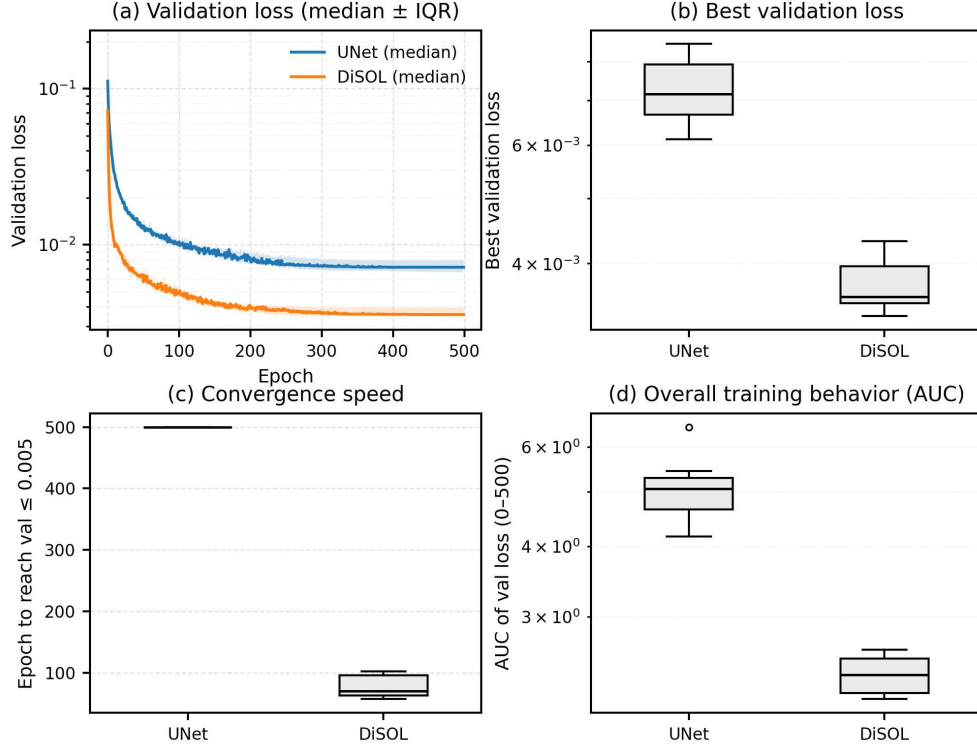 (a) Validation loss (median ± IQR)
Validation loss
10⁻¹
10⁻²
UNet (median)
DiSOL (median)
0 100 200 300 400 500
Epoch
(b) Best validation loss
Best validation loss
6 × 10⁻³
4 × 10⁻³
UNet DiSOL
(c) Convergence speed
Epoch to reach val ≤ 0.005
500
400
300
200
100
UNet DiSOL
(d) Overall training behavior (AUC)
AUC of val loss (0–500)
6 × 10⁰
4 × 10⁰
3 × 10⁰
UNet DiSOL